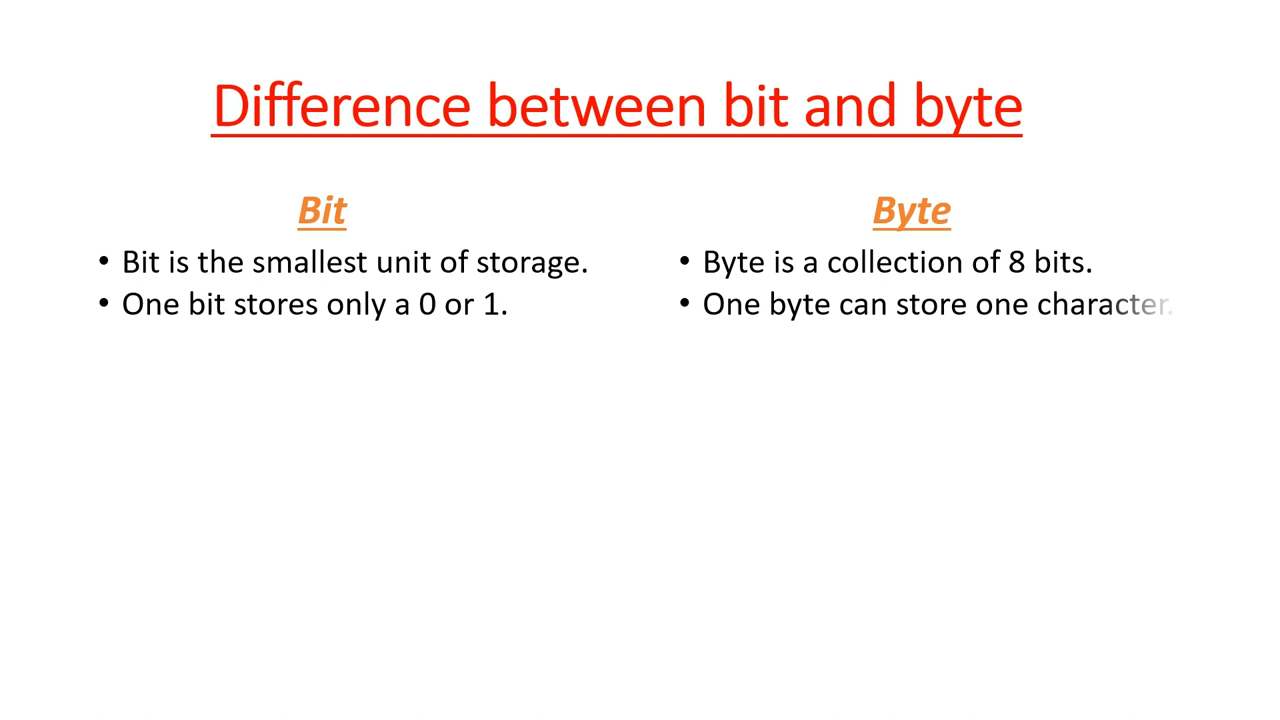 Difference between bit and byte
Bit
• Bit is the smallest unit of storage.
• One bit stores only a 0 or 1.
Byte
• Byte is a collection of 8 bits.
• One byte can store one character.